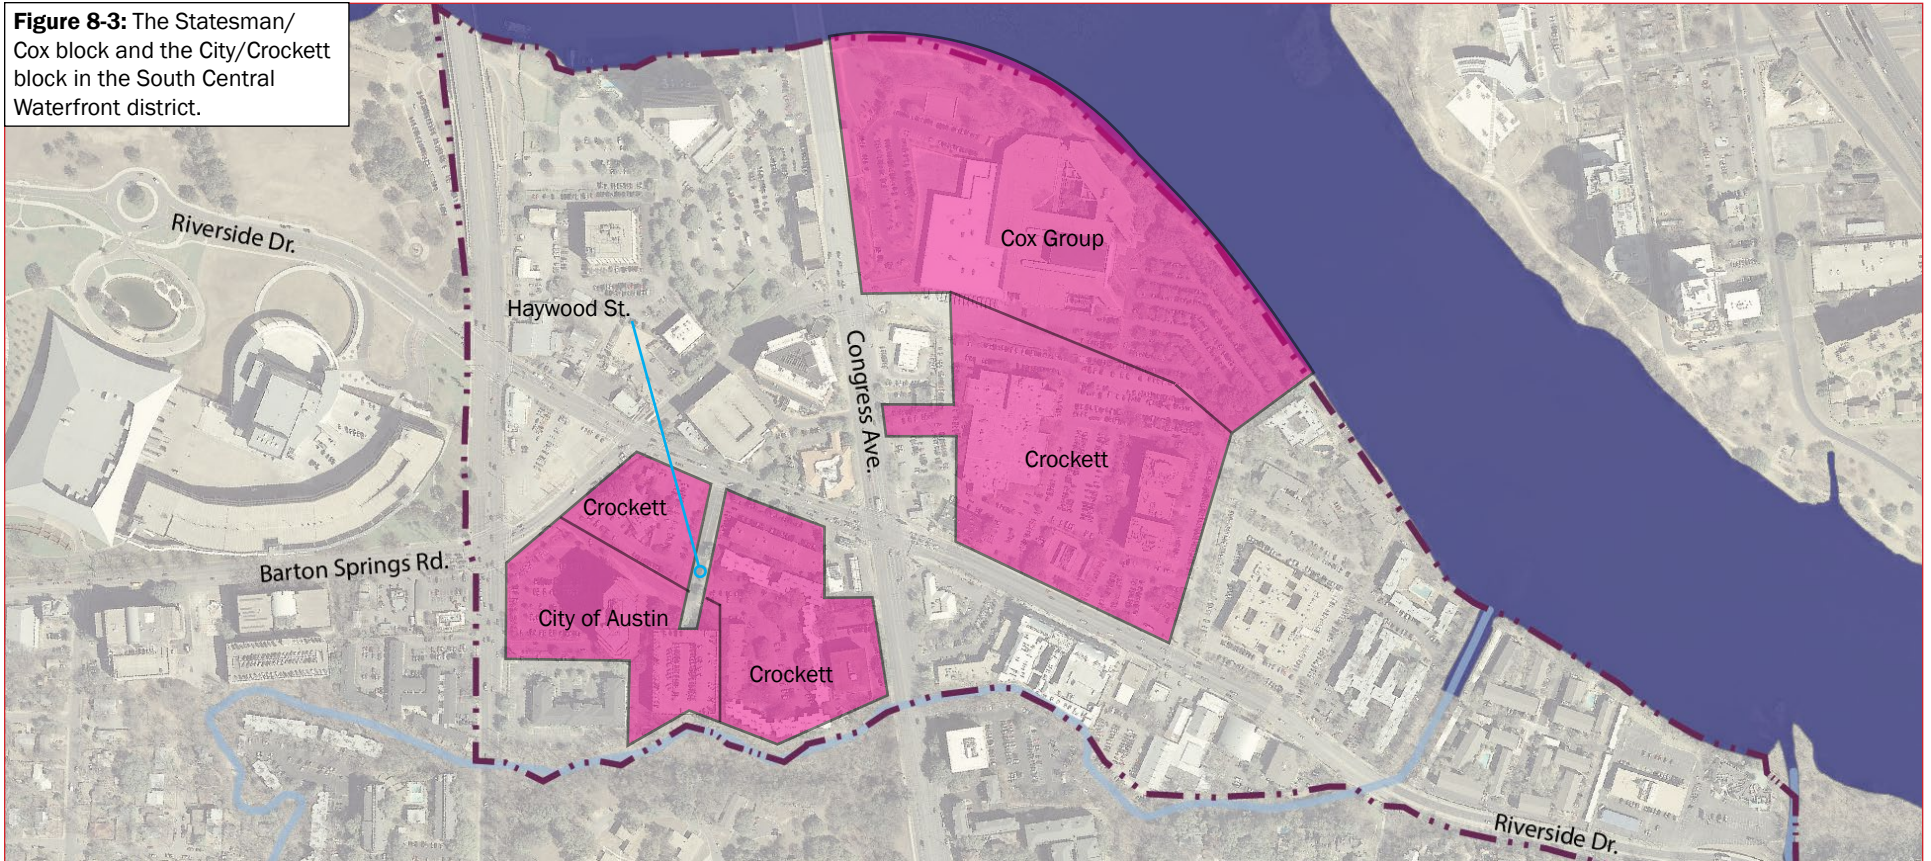 Figure 8-3: The Statesman/
Cox block and the City/Crockett
block in the South Central
Waterfront district.
Riverside Dr.
Cox Group
Haywood St.
Congress Ave.
Crockett
Crockett
Barton Springs Rd.
City of Austin
Crockett
Riverside Dr.